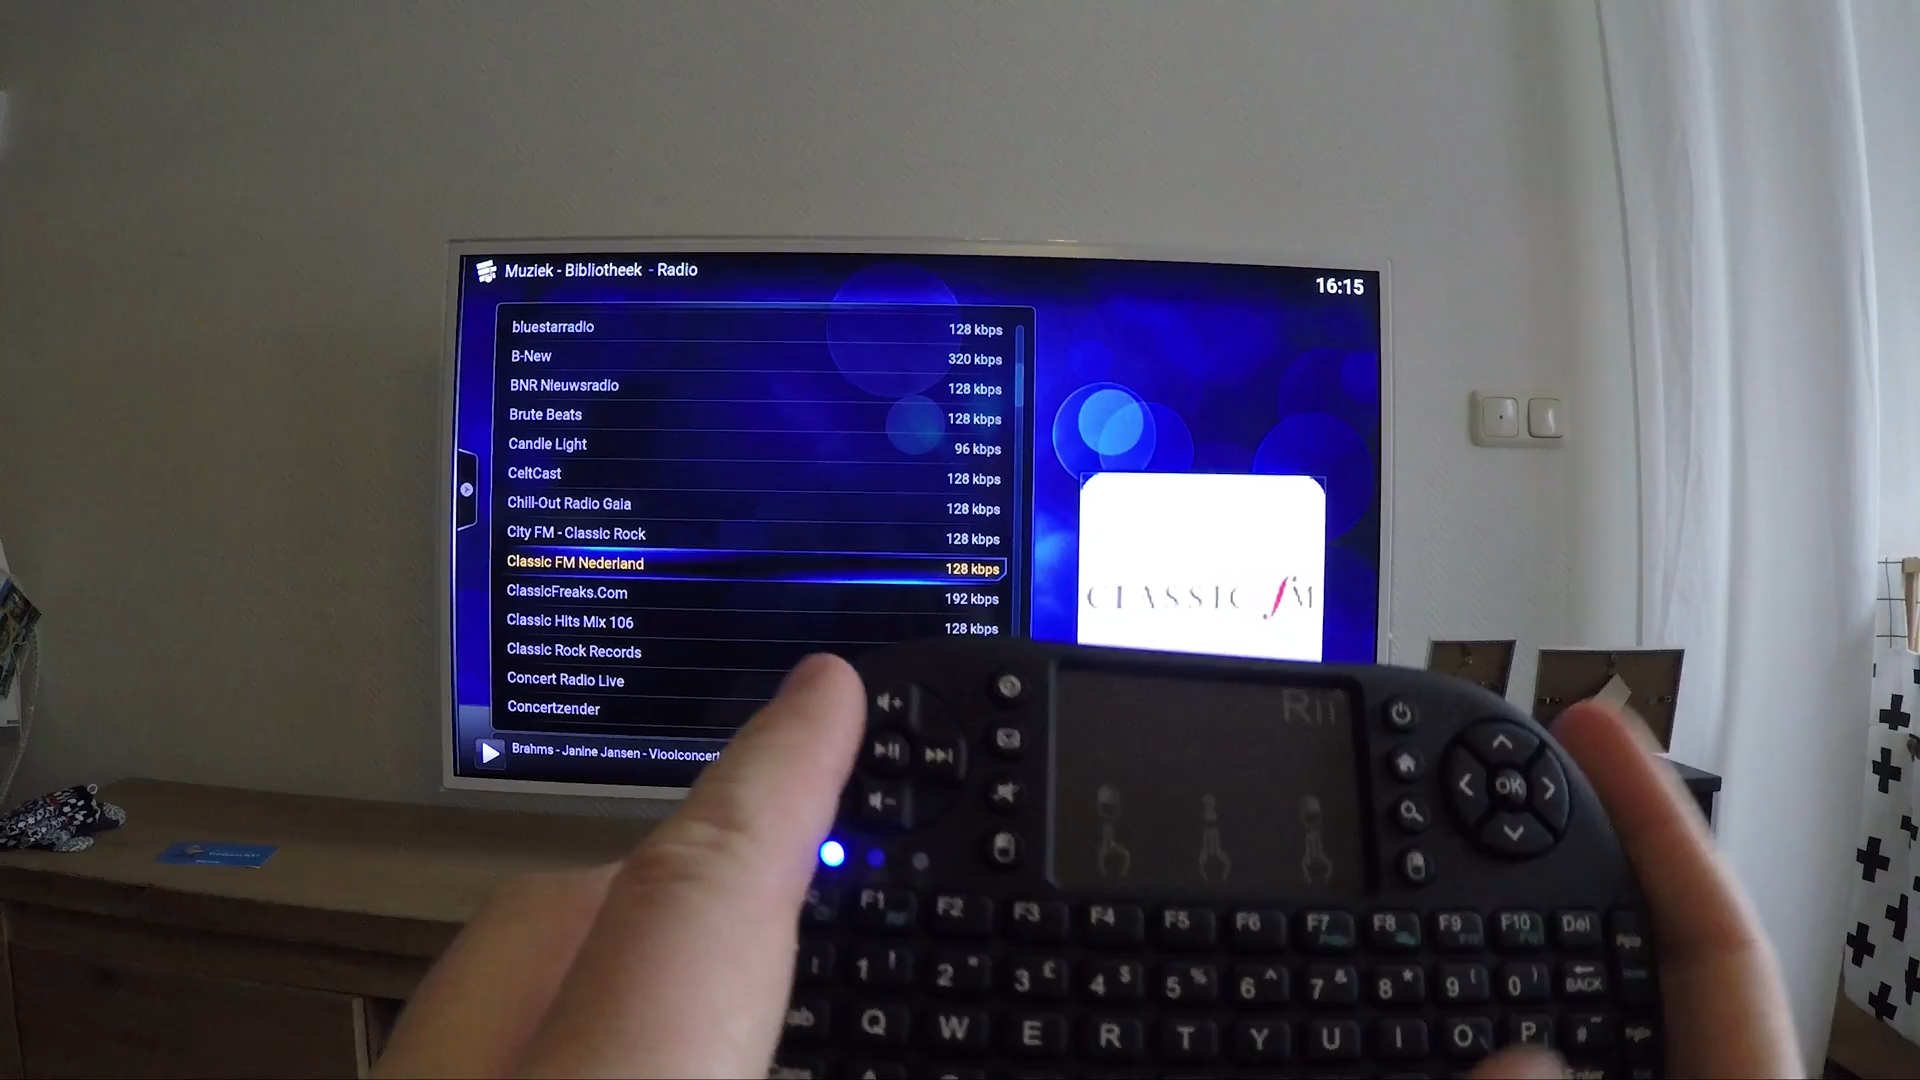 Muziek - Bibliotheek - Radio
16:15
bluestarradio 128 kbps
B-New 320 kbps
BNR Nieuwsradio 128 kbps
Brute Beats 128 kbps
Candle Light 96 kbps
CeltCast 128 kbps
Chill-Out Radio Gaia 128 kbps
City FM - Classic Rock 128 kbps
Classic FM Nederland 128 kbps
ClassicFreaks.Com 192 kbps
Classic Hits Mix 106 128 kbps
Classic Rock Records
Concert Radio Live
Concertzender
Brahms - Janine Jansen - Vioolconcert
CLASSIC fM
Rii
OK
F1 F2 F3 F4 F5 F6 F7 F8 F9 F10 Del
1 ! 2 " 3 £ 4 $ 5 % 6 ^ 7 & 8 * 9 ( 0 ) BACK
Q W E R T Y U I O P # ~